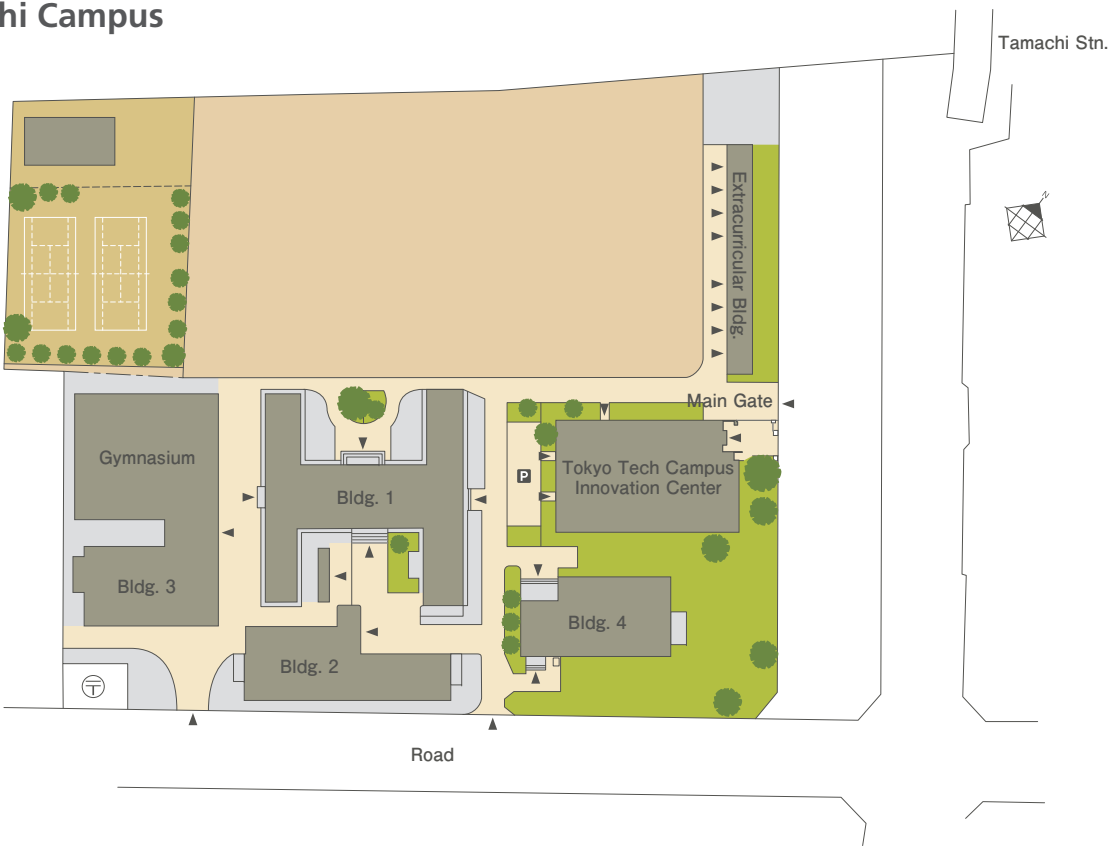 hi Campus
Tamachi Stn.
N
Extracurricular Bldg.
Main Gate
Gymnasium
Tokyo Tech Campus
Innovation Center
P
Bldg. 1
Bldg. 3
Bldg. 4
Bldg. 2
〒
Road